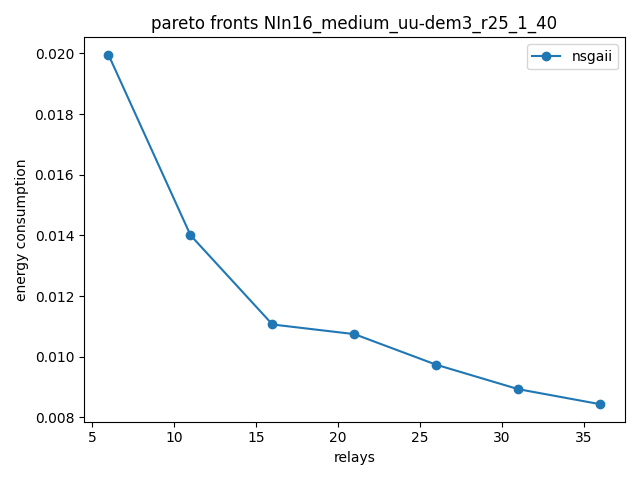 pareto fronts NIn16_medium_uu-dem3_r25_1_40
nsgaii
energy consumption
0.020
0.018
0.016
0.014
0.012
0.010
0.008
5 10 15 20 25 30 35
relays